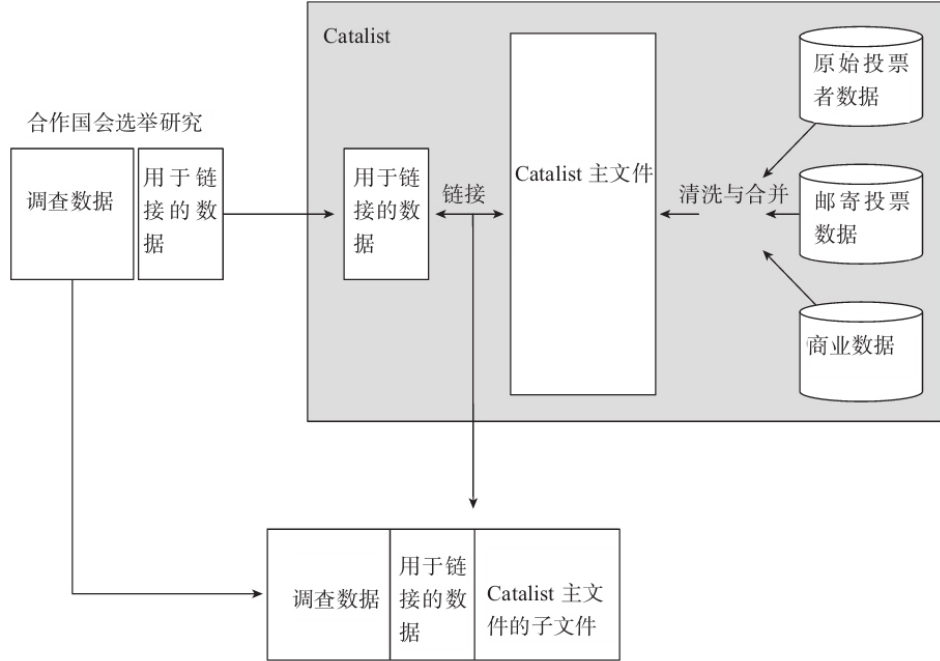 Catalist
原始投票
者数据
合作国会选举研究
调查数据
用于链
接的数
据
用于链
接的数
据
链接
Catalist 主文件
清洗与合并
邮寄投票
数据
商业数据
调查数据
用于链
接的数
据
Catalist 主文
件的子文件